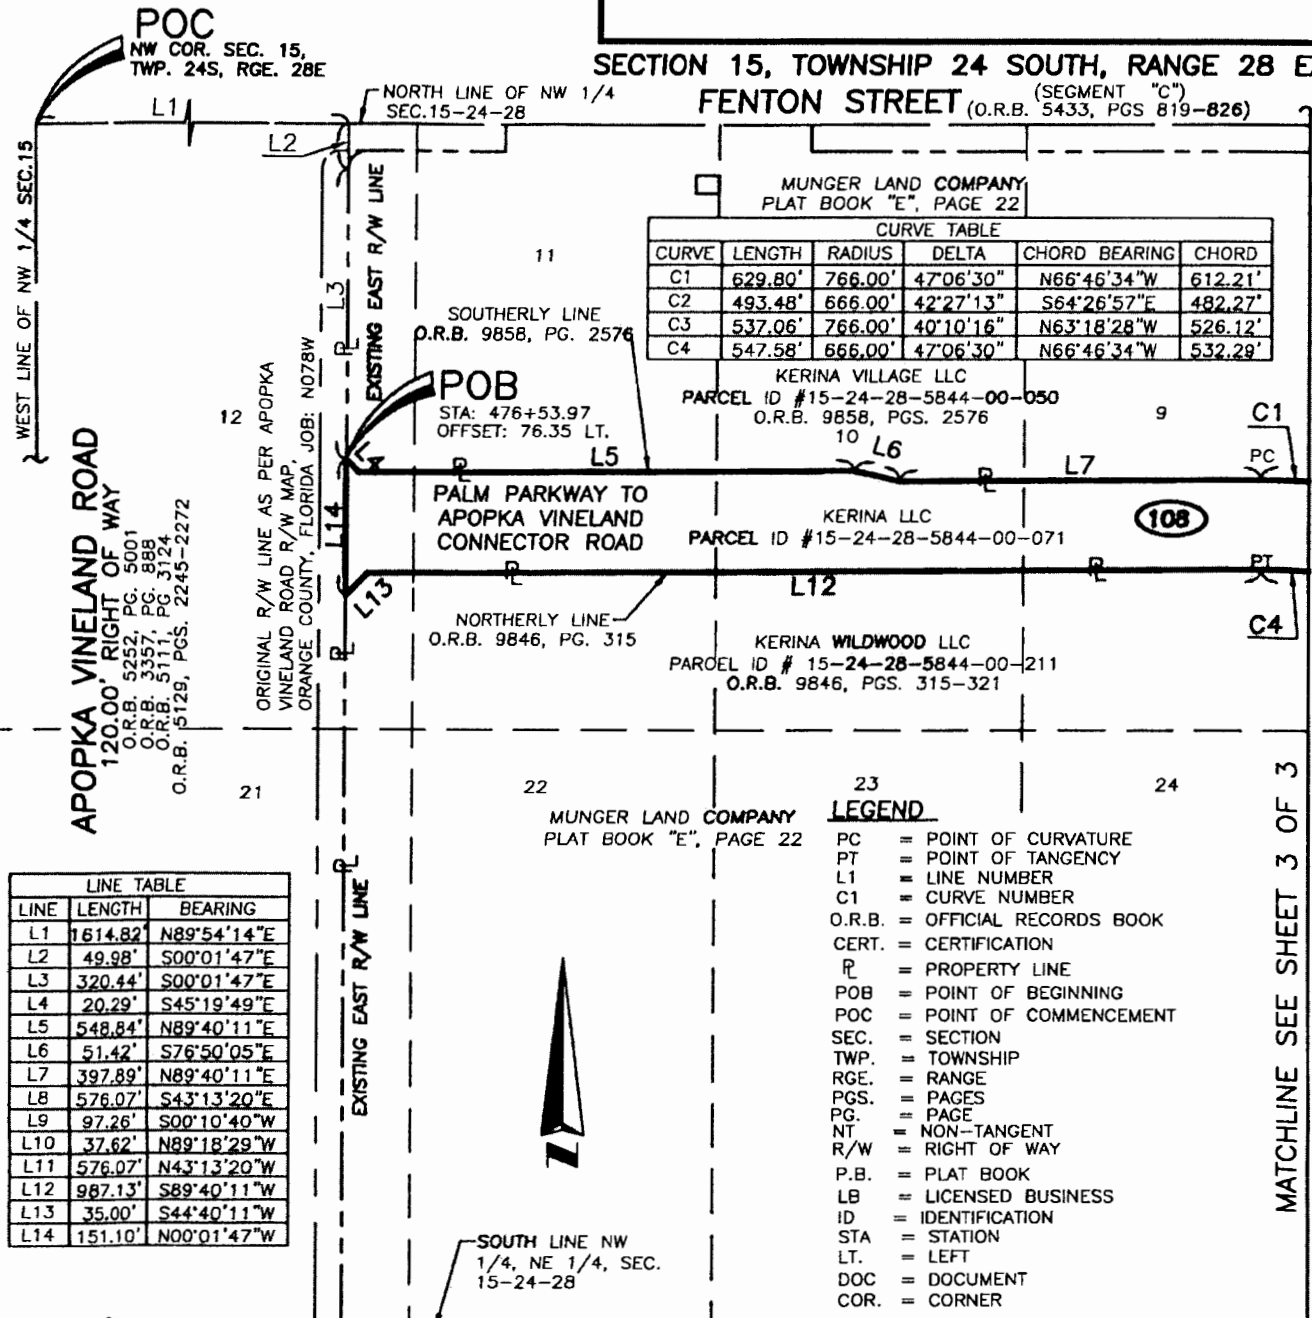 POC
NW COR. SEC. 15,
TWP. 24S, RGE. 28E
SECTION 15, TOWNSHIP 24 SOUTH, RANGE 28
FENTON STREET (SEGMENT "C")
(O.R.B. 5433, PGS 819-826)
L1
NORTH LINE OF NW 1/4
SEC.15-24-28
L2
WEST LINE OF NW 1/4 SEC.15
EXISTING EAST R/W LINE
L3
MUNGER LAND COMPANY
PLAT BOOK "E", PAGE 22
CURVE TABLE
CURVE LENGTH RADIUS DELTA CHORD BEARING CHORD
C1 629.80' 766.00' 47°06'30" N66°46'34"W 612.21'
C2 493.48' 666.00' 42°27'13" S64°26'57"E 482.27'
C3 537.06' 766.00' 40°10'16" N63°18'28"W 526.12'
C4 547.58' 666.00' 47°06'30" N66°46'34"W 532.29'
11
SOUTHERLY LINE
O.R.B. 9858, PG. 2576
KERINA VILLAGE LLC
PARCEL ID #15-24-28-5844-00-050
O.R.B. 9858, PGS. 2576
POB
STA: 476+53.97
OFFSET: 76.35 LT.
12
10
9
C1
PC
L4
L5
L6
L7
ORIGINAL R/W LINE AS PER APOPKA
VINELAND ROAD R/W MAP,
ORANGE COUNTY, FLORIDA, JOB: N078W
APOPKA VINELAND ROAD
120.00' RIGHT OF WAY
O.R.B. 5252, PG. 5001
O.R.B. 3357, PG. 888
O.R.B. 5111, PG 3124
O.R.B. 5129, PGS. 2245-2272
L14
PALM PARKWAY TO
APOPKA VINELAND
CONNECTOR ROAD
KERINA LLC
PARCEL ID #15-24-28-5844-00-071
108
PL
PT
L13
L12
C4
NORTHERLY LINE
O.R.B. 9846, PG. 315
KERINA WILDWOOD LLC
PARCEL ID # 15-24-28-5844-00-211
O.R.B. 9846, PGS. 315-321
21
22
23
24
MUNGER LAND COMPANY
PLAT BOOK "E", PAGE 22
EXISTING EAST R/W LINE
LINE TABLE
LINE LENGTH BEARING
L1 1614.82' N89°54'14"E
L2 49.98' S00°01'47"E
L3 320.44' S00°01'47"E
L4 20.29' S45°19'49"E
L5 548.84' N89°40'11"E
L6 51.42' S76°50'05"E
L7 397.89' N89°40'11"E
L8 576.07' S43°13'20"E
L9 97.26' S00°10'40"W
L10 37.62' N89°18'29"W
L11 576.07' N43°13'20"W
L12 987.13' S89°40'11"W
L13 35.00' S44°40'11"W
L14 151.10' N00°01'47"W
LEGEND
PC = POINT OF CURVATURE
PT = POINT OF TANGENCY
L1 = LINE NUMBER
C1 = CURVE NUMBER
O.R.B. = OFFICIAL RECORDS BOOK
CERT. = CERTIFICATION
PL = PROPERTY LINE
POB = POINT OF BEGINNING
POC = POINT OF COMMENCEMENT
SEC. = SECTION
TWP. = TOWNSHIP
RGE. = RANGE
PGS. = PAGES
PG. = PAGE
NT = NON-TANGENT
R/W = RIGHT OF WAY
P.B. = PLAT BOOK
LB = LICENSED BUSINESS
ID = IDENTIFICATION
STA = STATION
LT. = LEFT
DOC = DOCUMENT
COR. = CORNER
N
SOUTH LINE NW
1/4, NE 1/4, SEC.
15-24-28
MATCHLINE SEE SHEET 3 OF 3